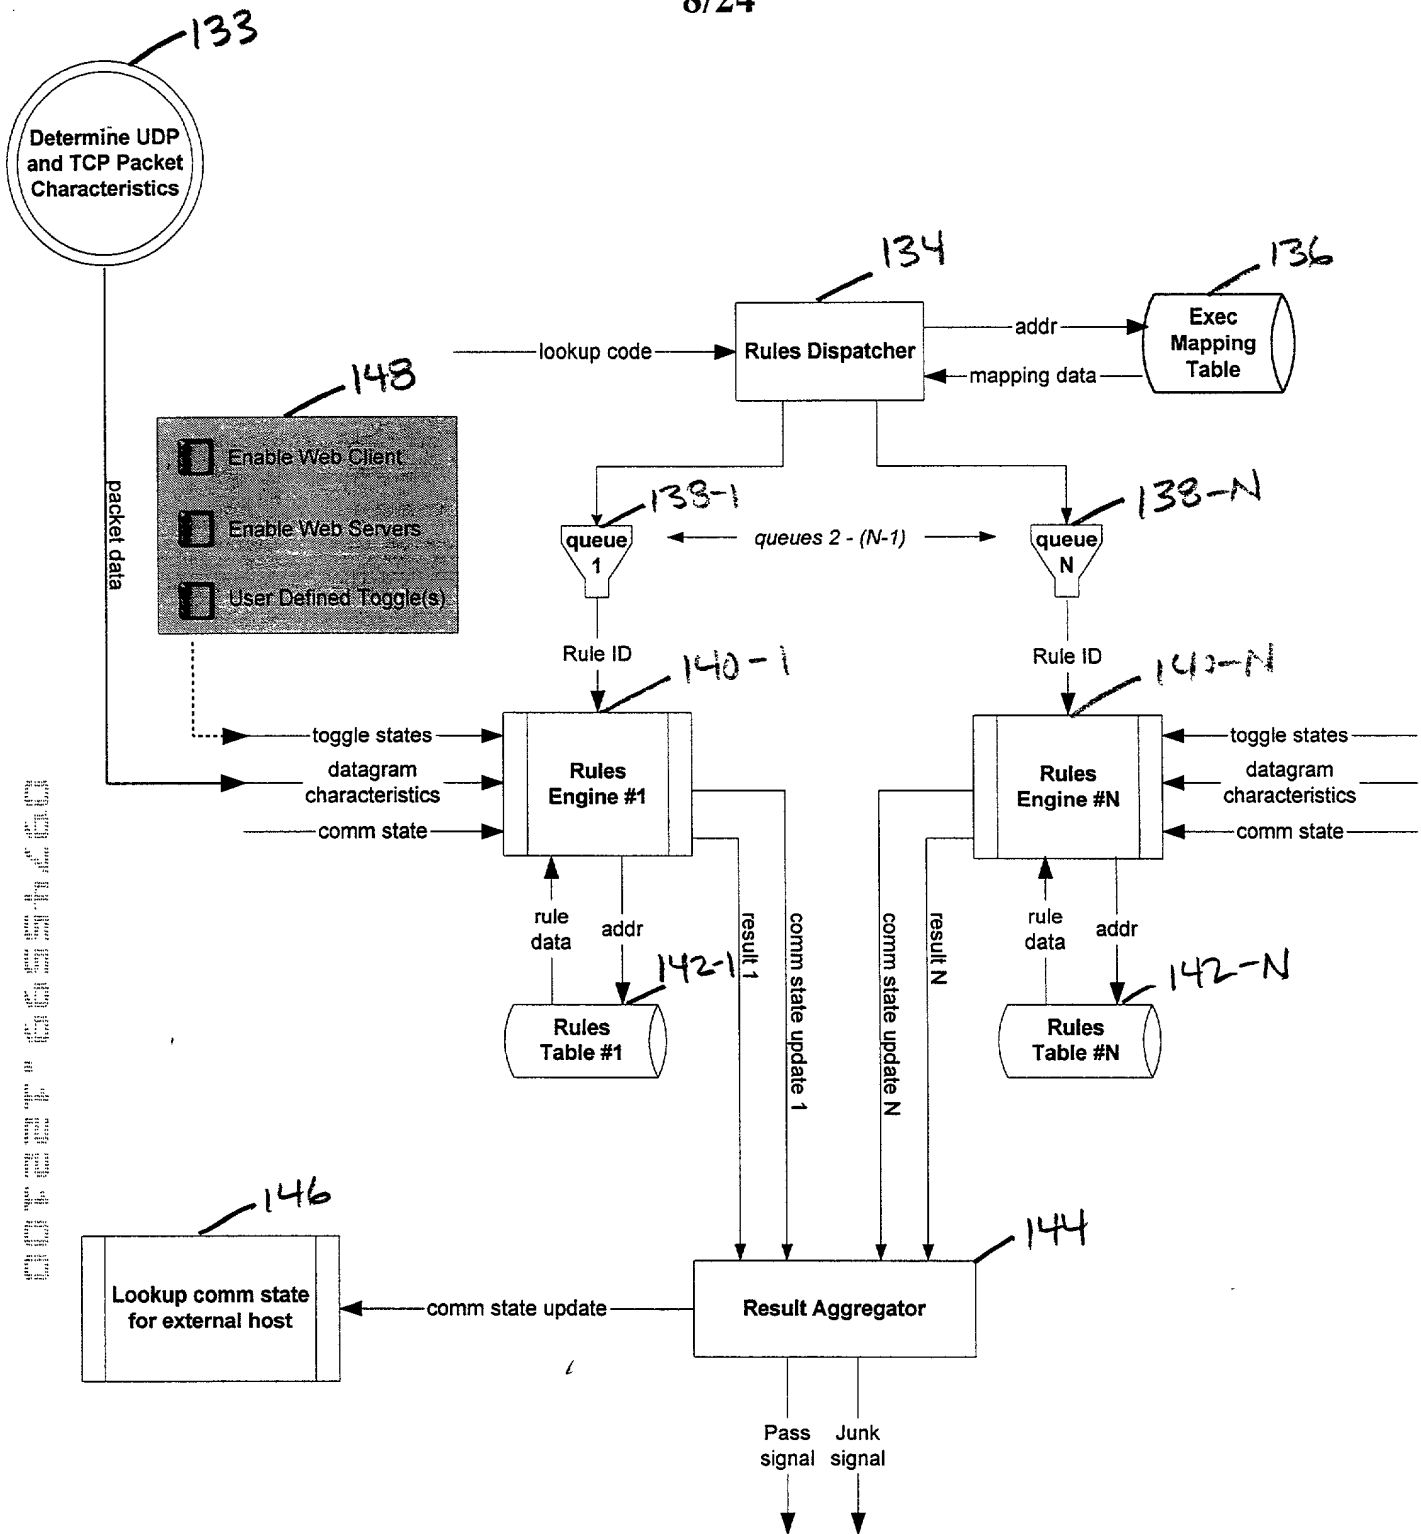 8/24
133
Determine UDP
and TCP Packet
Characteristics
134
136
lookup code
Rules Dispatcher
addr
mapping data
Exec
Mapping
Table
148
Enable Web Client
Enable Web Servers
User Defined Toggle(s)
packet data
138-1
138-N
queue
1
queues 2 - (N-1)
queue
N
Rule ID
Rule ID
140-1
140-N
toggle states
datagram
characteristics
comm state
Rules
Engine #1
Rules
Engine #N
toggle states
datagram
characteristics
comm state
rule
data
addr
result 1
comm state update 1
comm state update N
result N
rule
data
addr
142-1
142-N
Rules
Table #1
Rules
Table #N
146
144
Lookup comm state
for external host
comm state update
Result Aggregator
Pass
signal
Junk
signal